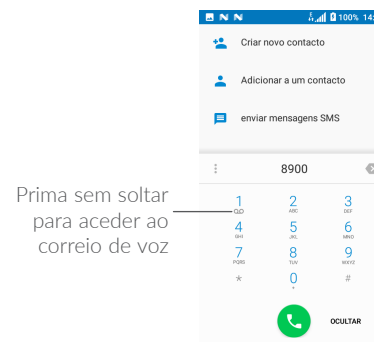 100% 14:
Criar novo contacto
Adicionar a um contacto
enviar mensagens SMS
8900
Prima sem soltar
para aceder ao
correio de voz
1 2 3
ABC DEF
4 5 6
GHI JKL MNO
7 8 9
PQRS TUV WXYZ
* 0 #
+
OCULTAR